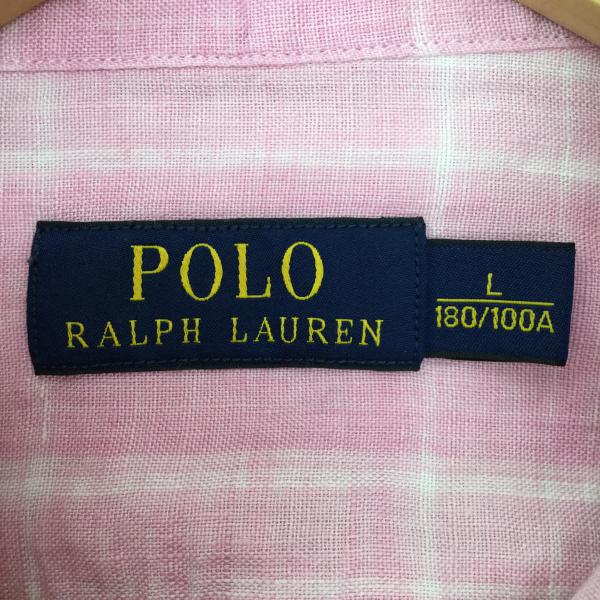 POLO
RALPH LAUREN
L
180/100A